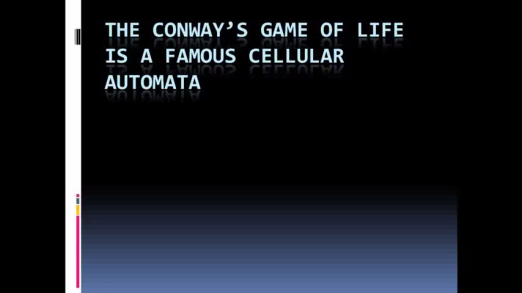 THE CONWAY’S GAME OF LIFE
IS A FAMOUS CELLULAR
AUTOMATA